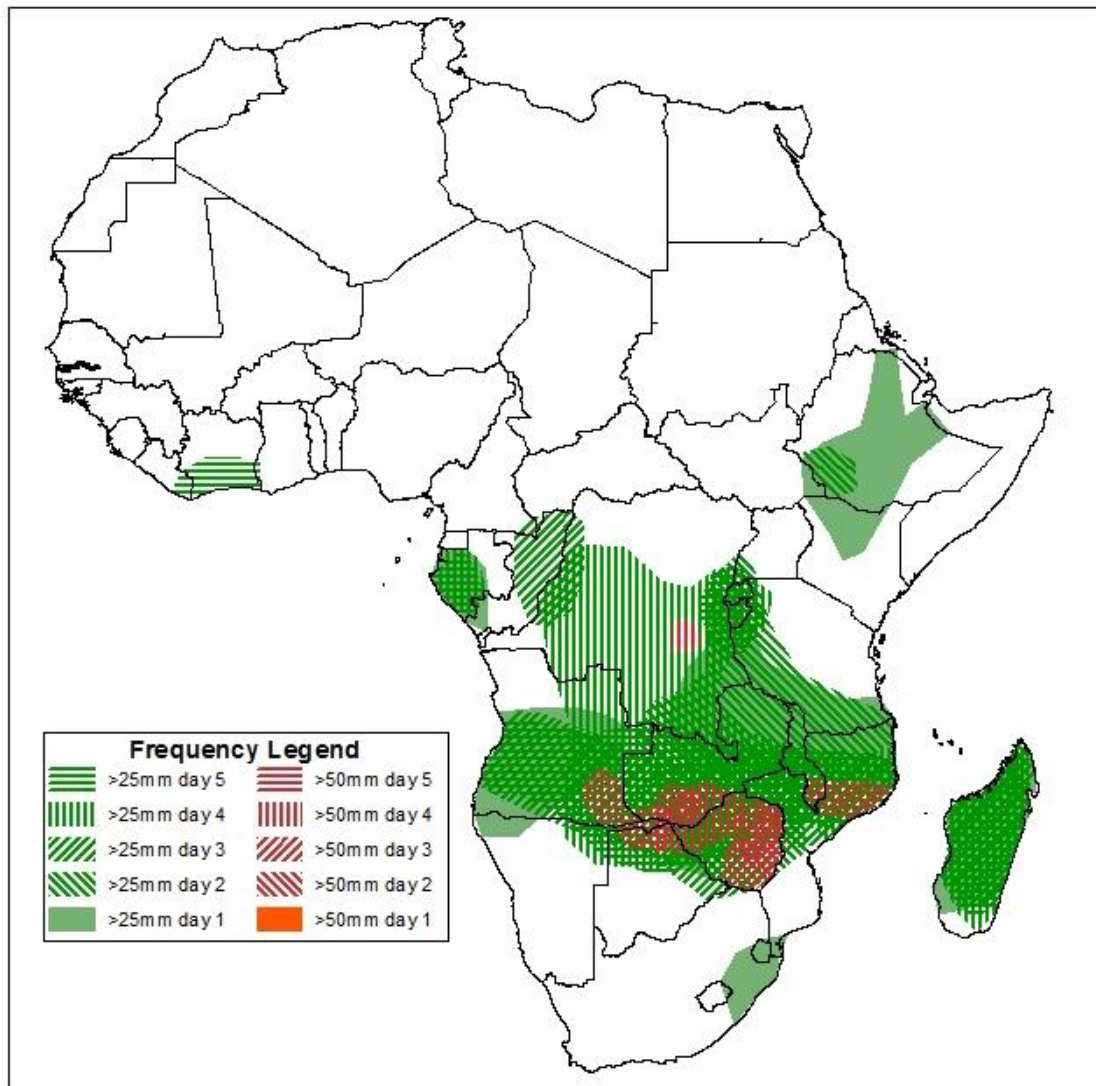 Frequency Legend
>25mm day 5 >50mm day 5
>25mm day 4 >50mm day 4
>25mm day 3 >50mm day 3
>25mm day 2 >50mm day 2
>25mm day 1 >50mm day 1